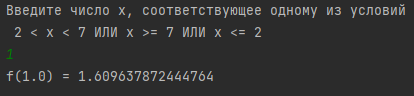 Введите число x, соответствующее одному из условий
2 < x < 7 ИЛИ x >= 7 ИЛИ x <= 2
1
f(1.0) = 1.609637872444764